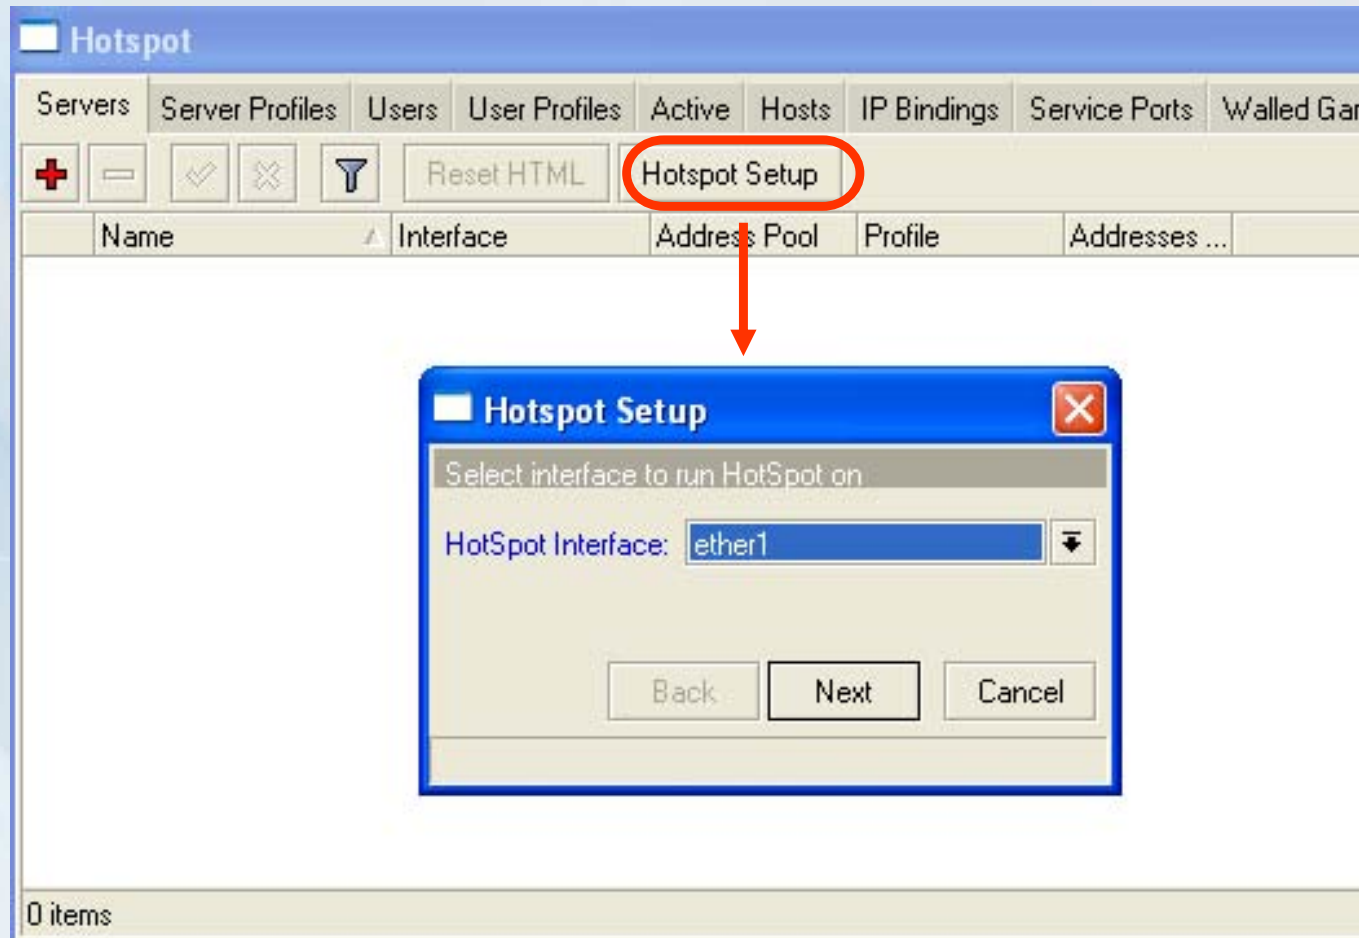 Hotspot
Servers Server Profiles Users User Profiles Active Hosts IP Bindings Service Ports Walled Gar
Reset HTML Hotspot Setup
Name Interface Address Pool Profile Addresses ...
Hotspot Setup
Select interface to run HotSpot on
HotSpot Interface: ether1
Back Next Cancel
0 items